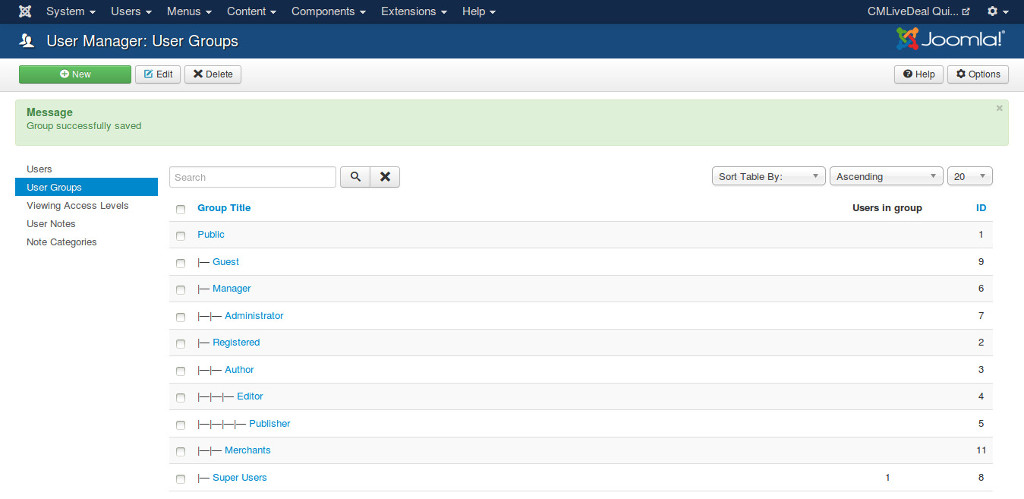 System Users Menus Content Components Extensions Help CMLiveDeal Qui...
User Manager: User Groups Joomla!®
New Edit Delete Help Options
Message
Group successfully saved
Users
User Groups
Viewing Access Levels
User Notes
Note Categories
Search Sort Table By: Ascending 20
Group Title Users in group ID
Public 1
|— Guest 9
|— Manager 6
|—|— Administrator 7
|— Registered 2
|—|— Author 3
|—|—|— Editor 4
|—|—|—|— Publisher 5
|—|— Merchants 11
|— Super Users 1 8